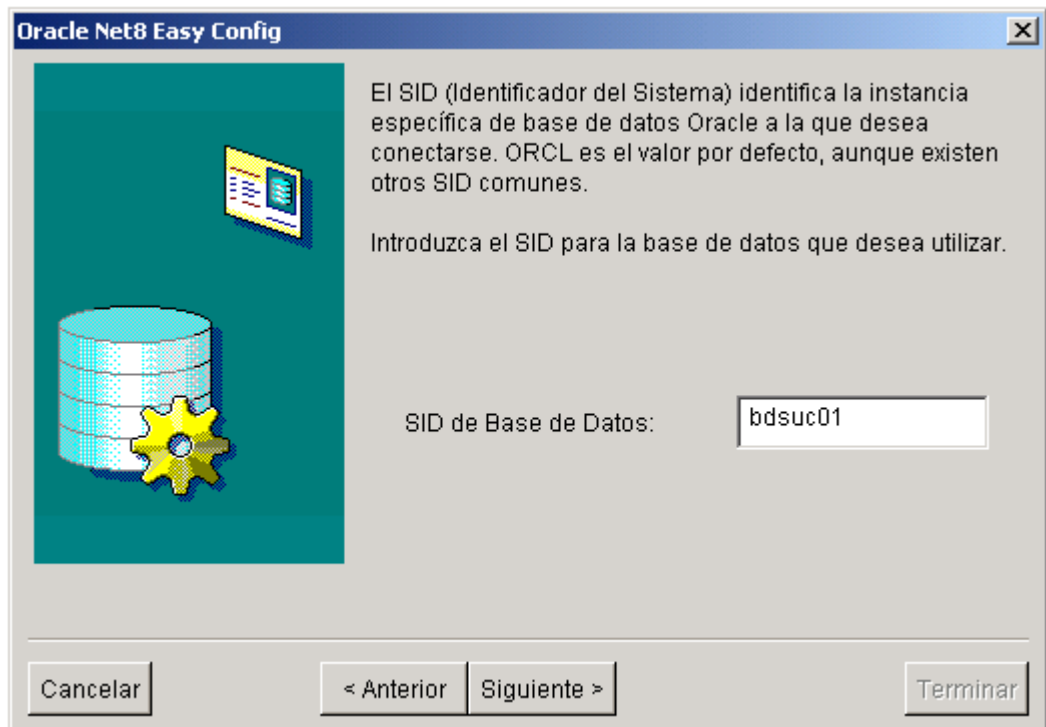 Oracle Net8 Easy Config
El SID (Identificador del Sistema) identifica la instancia
específica de base de datos Oracle a la que desea
conectarse. ORCL es el valor por defecto, aunque existen
otros SID comunes.
Introduzca el SID para la base de datos que desea utilizar.
SID de Base de Datos: bdsuc01
Cancelar < Anterior Siguiente > Terminar